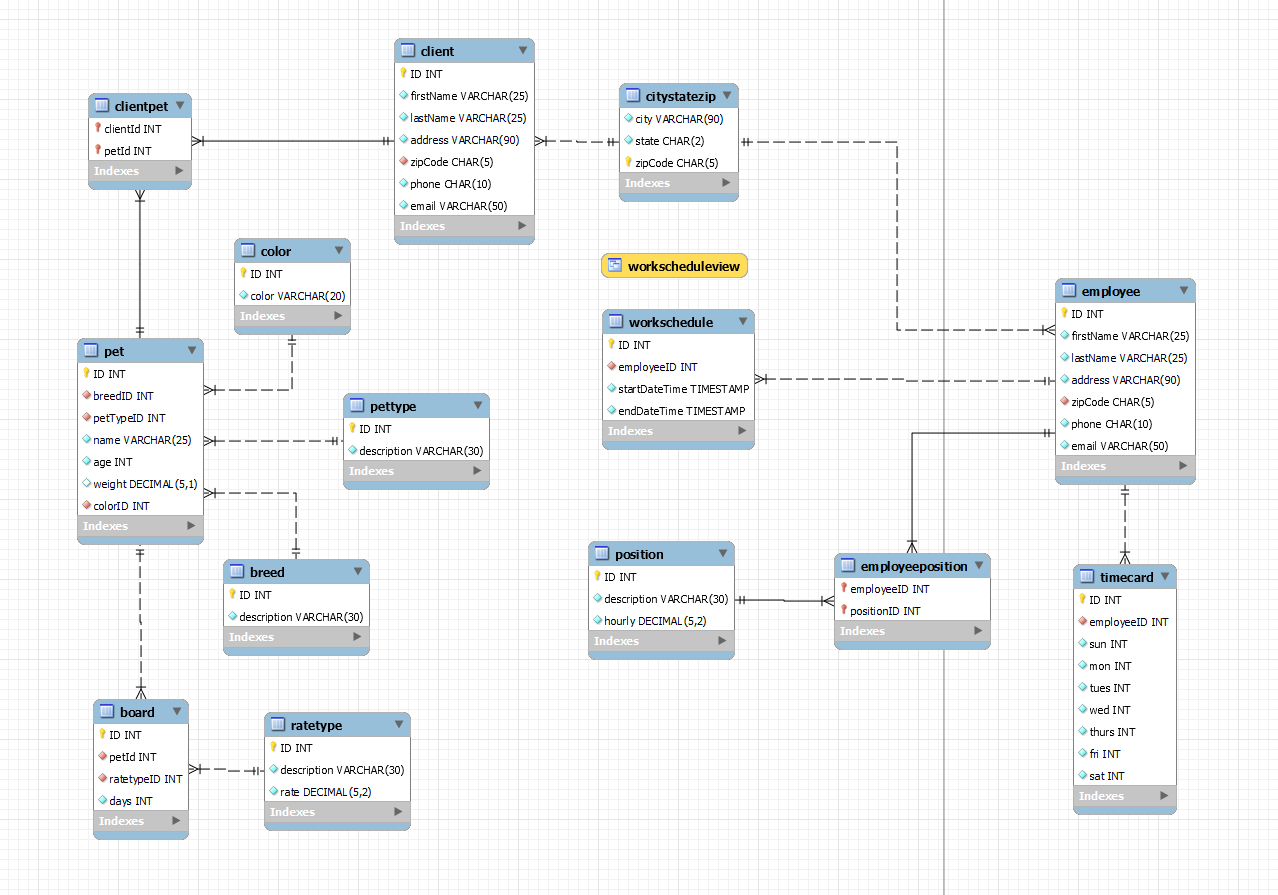 client
ID INT
firstName VARCHAR(25)
lastName VARCHAR(25)
address VARCHAR(90)
zipCode CHAR(5)
phone CHAR(10)
email VARCHAR(50)
Indexes
citystatezip
city VARCHAR(90)
state CHAR(2)
zipCode CHAR(5)
Indexes
clientpet
clientId INT
petId INT
Indexes
color
ID INT
color VARCHAR(20)
Indexes
workscheduleview
employee
ID INT
firstName VARCHAR(25)
lastName VARCHAR(25)
address VARCHAR(90)
zipCode CHAR(5)
phone CHAR(10)
email VARCHAR(50)
Indexes
workschedule
ID INT
employeeID INT
startDateTime TIMESTAMP
endDateTime TIMESTAMP
Indexes
pet
ID INT
breedID INT
petTypeID INT
name VARCHAR(25)
age INT
weight DECIMAL(5,1)
colorID INT
Indexes
pettype
ID INT
description VARCHAR(30)
Indexes
breed
ID INT
description VARCHAR(30)
Indexes
position
ID INT
description VARCHAR(30)
hourly DECIMAL(5,2)
Indexes
employeeposition
employeeID INT
positionID INT
Indexes
timecard
ID INT
employeeID INT
sun INT
mon INT
tues INT
wed INT
thurs INT
fri INT
sat INT
Indexes
board
ID INT
petId INT
ratetypeID INT
days INT
Indexes
ratetype
ID INT
description VARCHAR(30)
rate DECIMAL(5,2)
Indexes